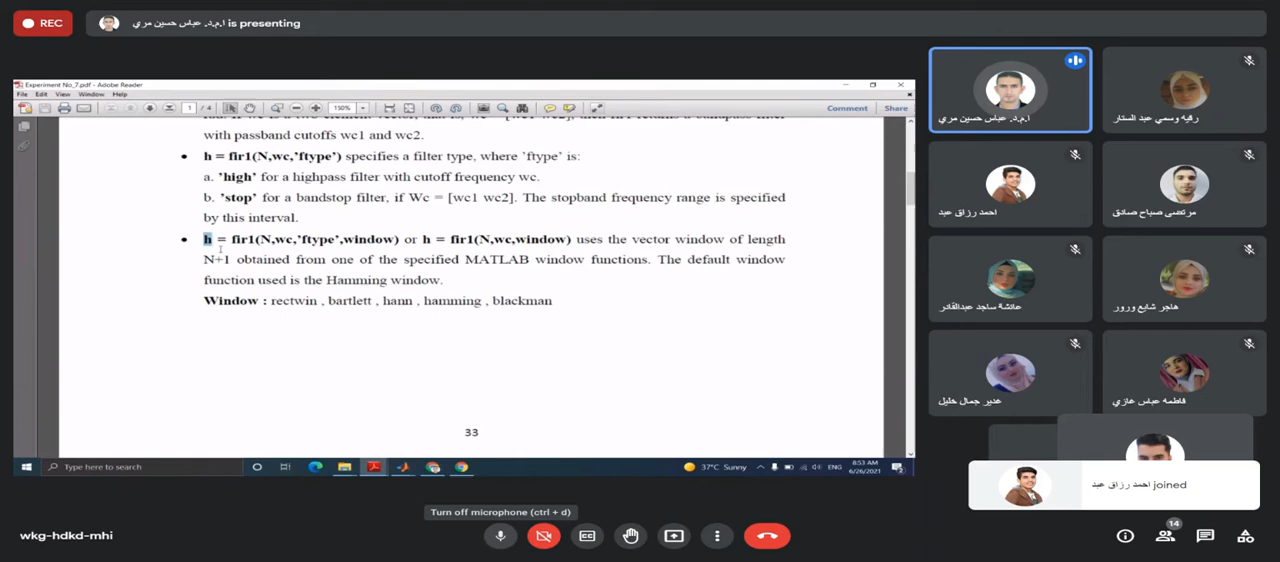 REC
ا.م.د. عباس حسين مري is presenting
Experiment No_7.pdf - Adobe Reader
File Edit View Window Help
1 / 4
150%
Comment
Share
with passband cutoffs wc1 and wc2.
• h = fir1(N,wc,’ftype’) specifies a filter type, where ’ftype’ is:
a. ’high’ for a highpass filter with cutoff frequency wc.
b. ’stop’ for a bandstop filter, if Wc = [wc1 wc2]. The stopband frequency range is specified
by this interval.
• h = fir1(N,wc,’ftype’,window) or h = fir1(N,wc,window) uses the vector window of length
N+1 obtained from one of the specified MATLAB window functions. The default window
function used is the Hamming window.
Window : rectwin , bartlett , hann , hamming , blackman
33
Type here to search
37°C Sunny
ENG
8:53 AM
6/26/2021
2
ا.م.د. عباس حسين مري
رقيه وسمي عبد الستار
احمد رزاق عبد
مرتضى صباح صادق
عائشة ساجد عبدالقادر
هاجر شايع ورور
غدير جمال خليل
فاطمه عباس غازي
احمد رزاق عبد joined
Turn off microphone (ctrl + d)
wkg-hdkd-mhi
14